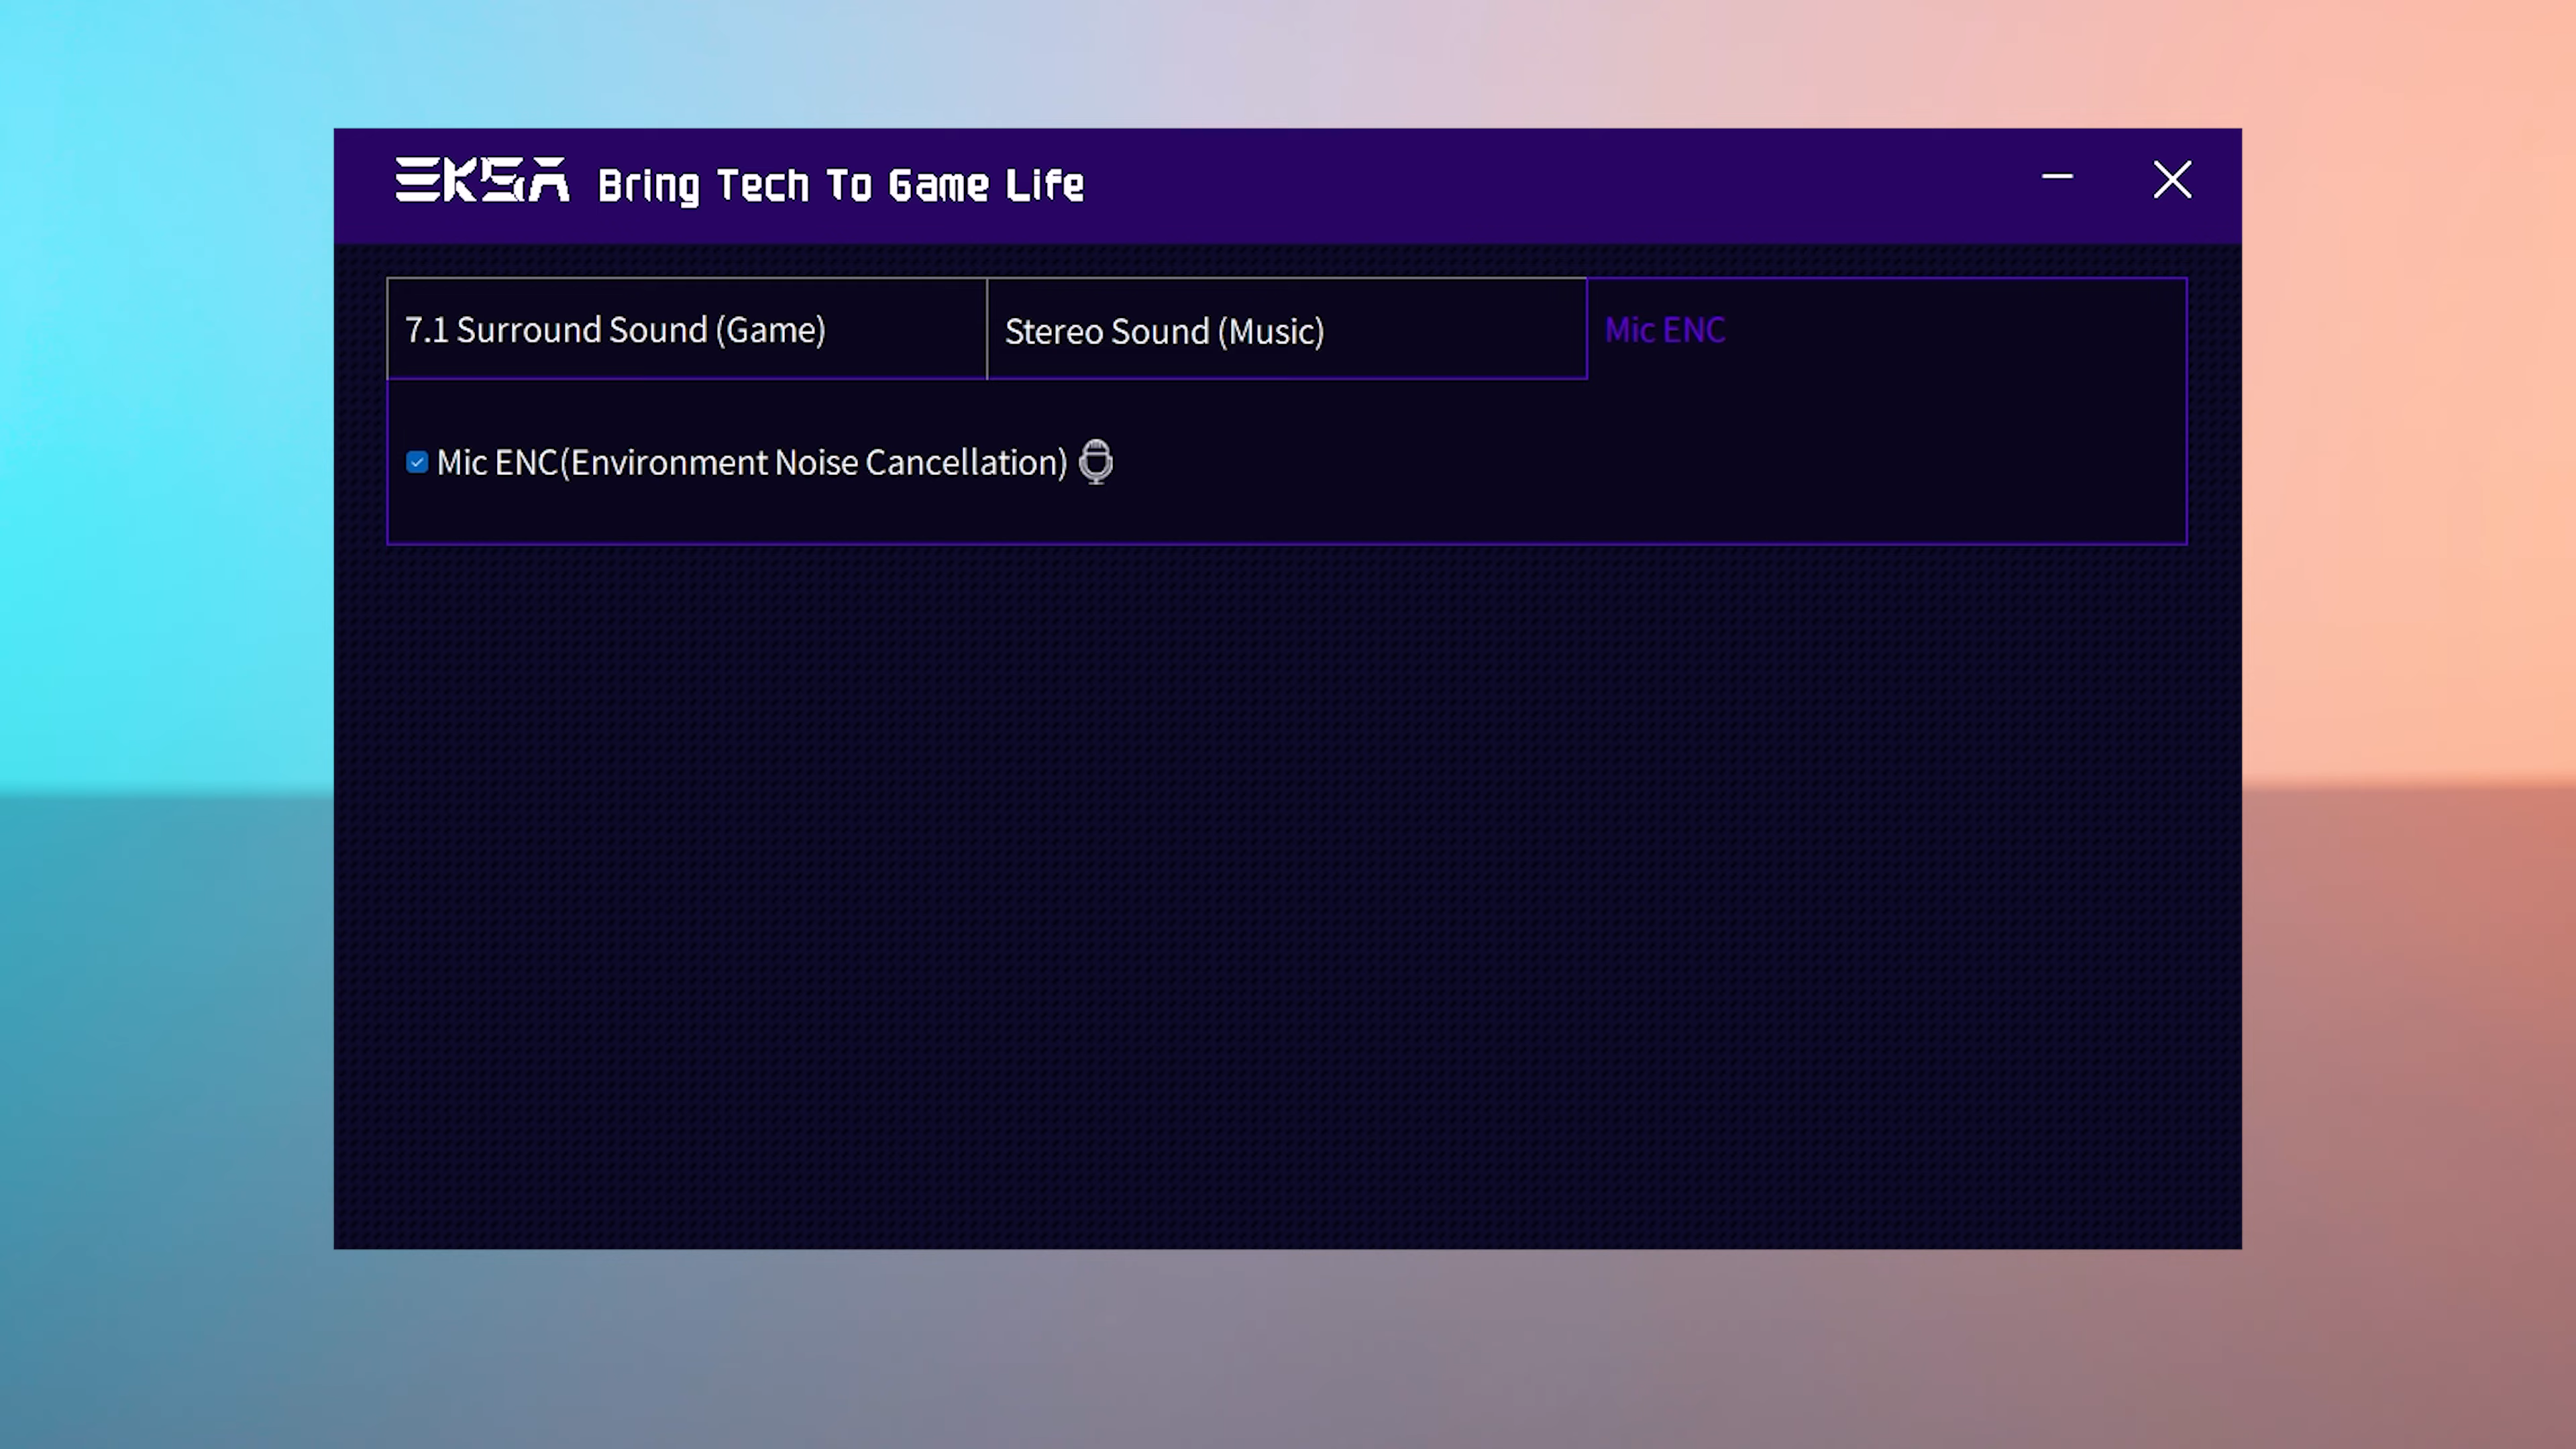 EKSA Bring Tech To Game Life
7.1 Surround Sound (Game) Stereo Sound (Music) Mic ENC
Mic ENC(Environment Noise Cancellation)